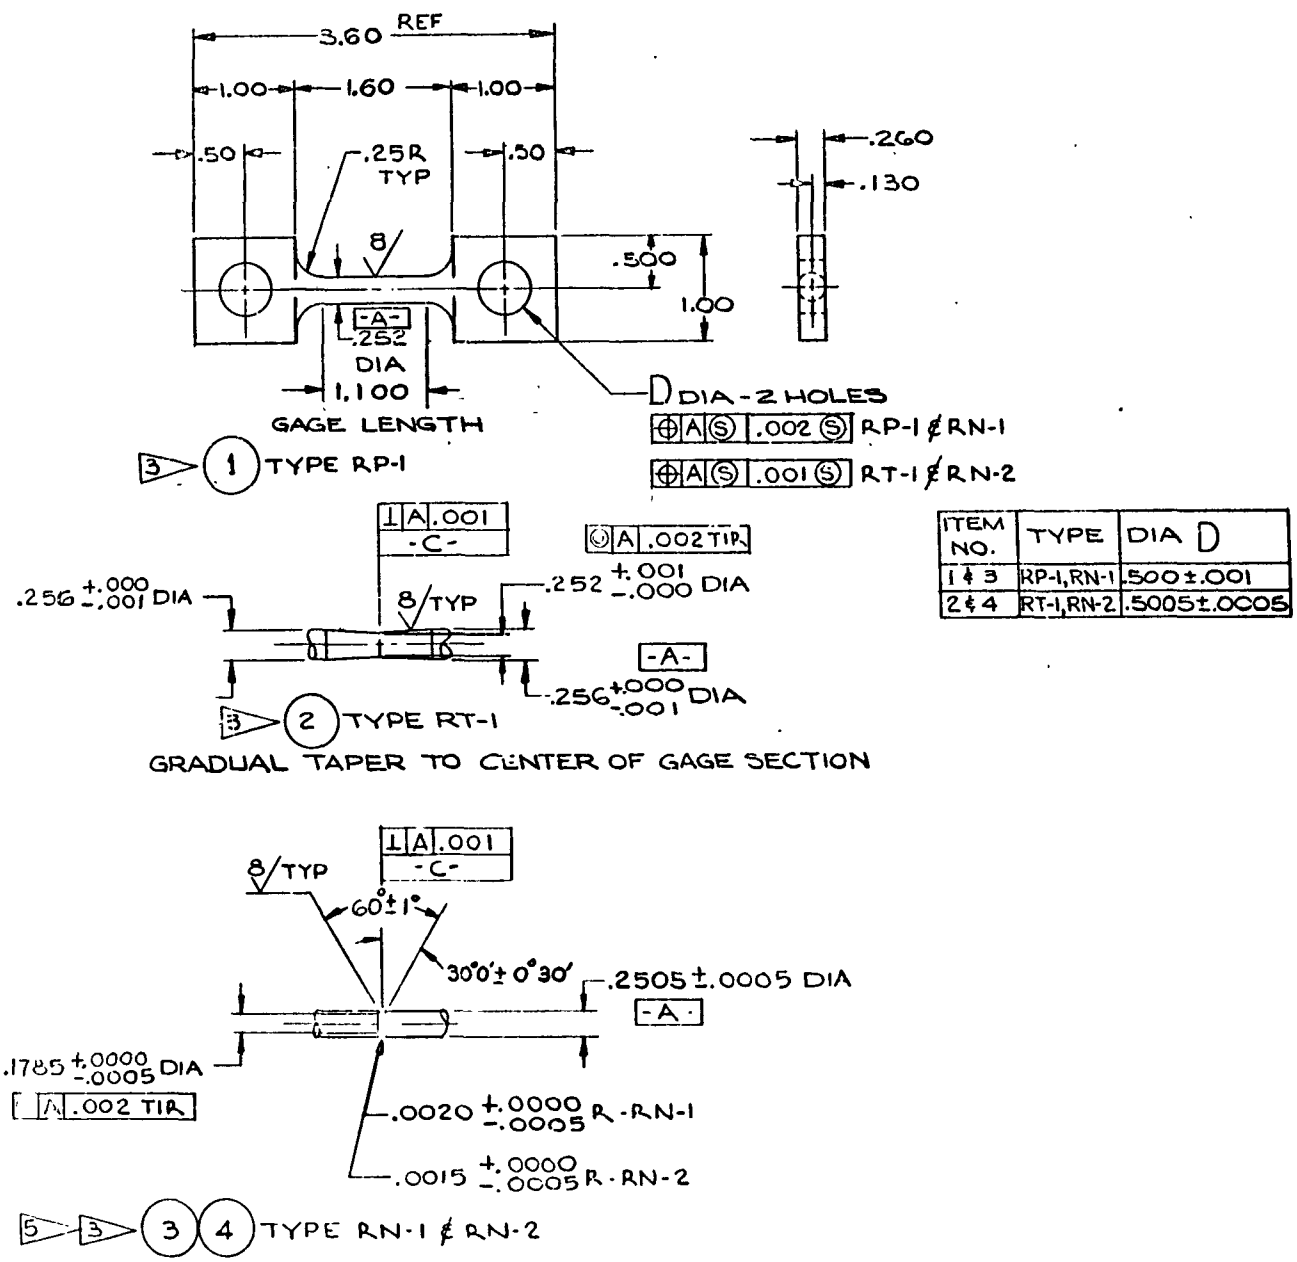 3.60 REF
1.00 1.60 1.00
.50 .25R TYP .50
.260
.130
8
.500
1.00
-A-
.252
DIA
1.100
GAGE LENGTH
D DIA - 2 HOLES
⌖ A Ⓢ .002 Ⓢ RP-1 & RN-1
⌖ A Ⓢ .001 Ⓢ RT-1 & RN-2
3 1 TYPE RP-1
⊥ A .001
-C-
◎ A .002 TIR
ITEM NO. TYPE DIA D
1 & 3 RP-1, RN-1 .500 ±.001
2 & 4 RT-1, RN-2 .5005±.0005
.256 +.000 -.001 DIA
8 TYP
.252 +.001 -.000 DIA
-A-
.256 +.000 -.001 DIA
3 2 TYPE RT-1
GRADUAL TAPER TO CENTER OF GAGE SECTION
⊥ A .001
-C-
8 TYP
60° ± 1°
30°0' ± 0°30'
.2505 ±.0005 DIA
-A-
.1785 +.0000 -.0005 DIA
A .002 TIR
.0020 +.0000 -.0005 R - RN-1
.0015 +.0000 -.0005 R - RN-2
5 3 3 4 TYPE RN-1 & RN-2